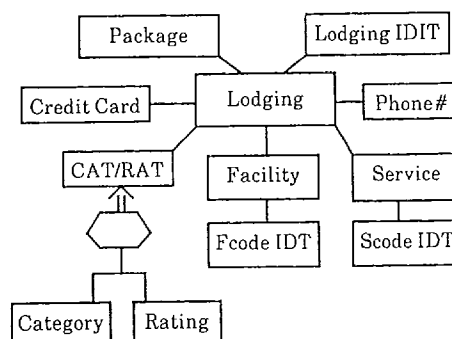 Package
Lodging IDIT
Credit Card
Lodging
Phone#
CAT/RAT
Facility
Service
Fcode IDT
Scode IDT
Category
Rating